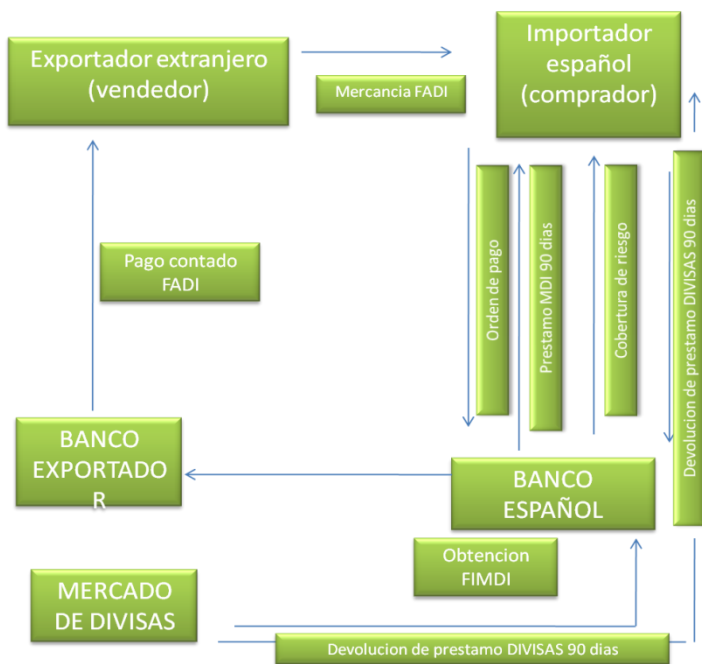 Exportador extranjero
(vendedor)
Importador
español
(comprador)
Mercancia FADI
Pago contado
FADI
Orden de pago
Prestamo MDI 90 dias
Cobertura de riesgo
Devolucion de prestamo DIVISAS 90 dias
BANCO
EXPORTADO
R
BANCO
ESPAÑOL
Obtencion
FIMDI
MERCADO
DE DIVISAS
Devolucion de prestamo DIVISAS 90 dias